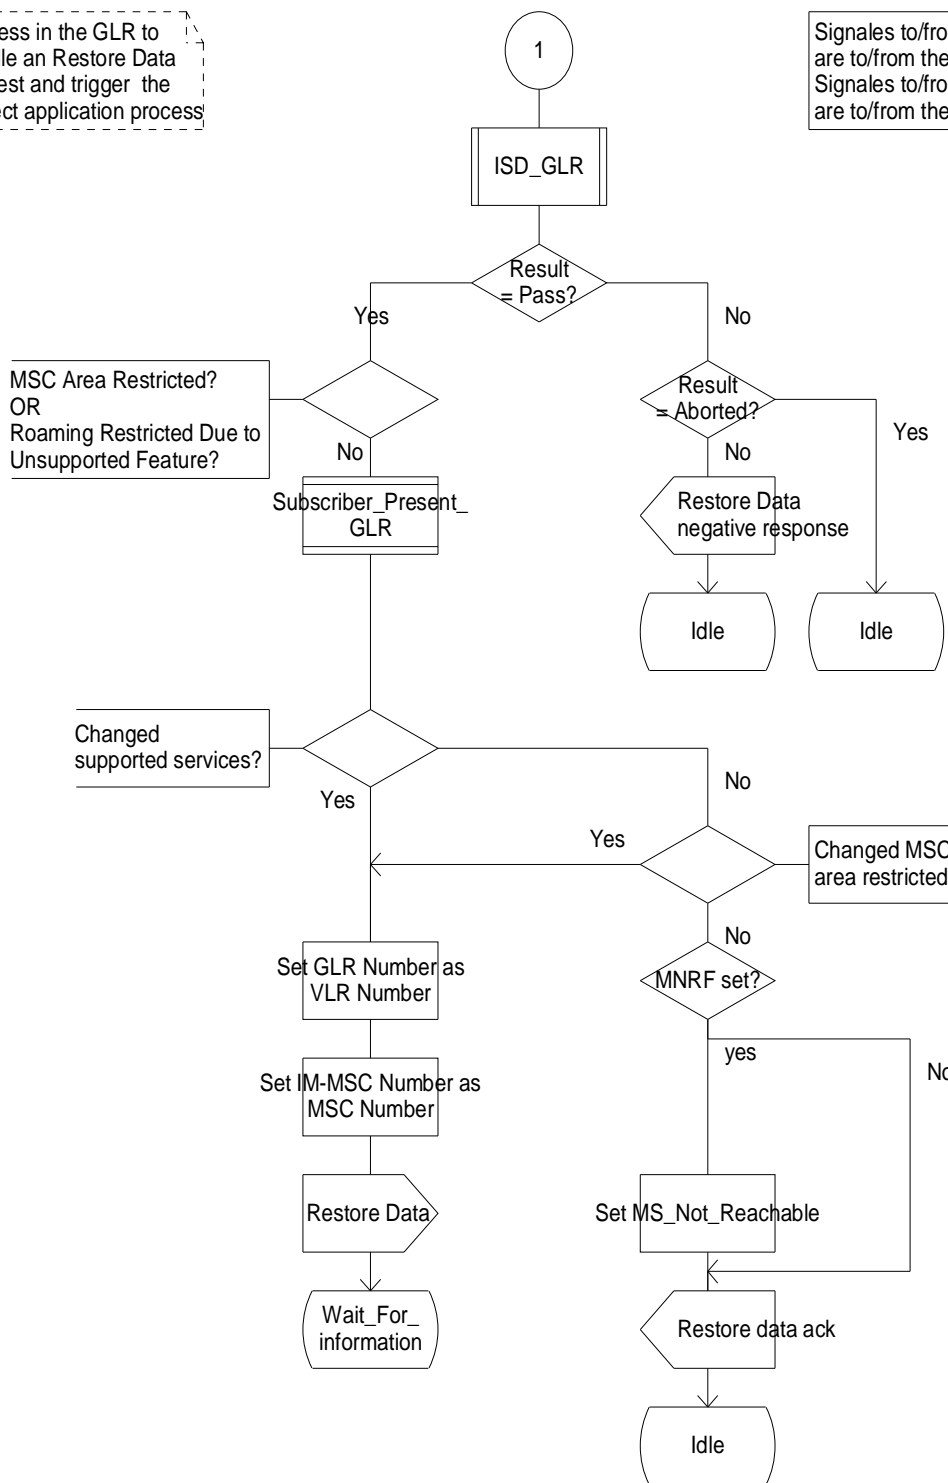 ess in the GLR to
le an Restore Data
est and trigger the
ct application process
1
Signales to/fro
are to/from the
Signales to/fro
are to/from the
ISD_GLR
Result
= Pass?
Yes
No
MSC Area Restricted?
OR
Roaming Restricted Due to
Unsupported Feature?
Result
= Aborted?
Yes
No
No
Subscriber_Present_
GLR
Restore Data
negative response
Idle
Idle
Changed
supported services?
Yes
No
Yes
Changed MSC
area restricted
No
Set GLR Number as
VLR Number
MNRF set?
yes
No
Set IM-MSC Number as
MSC Number
Restore Data
Set MS_Not_Reachable
Wait_For_
information
Restore data ack
Idle